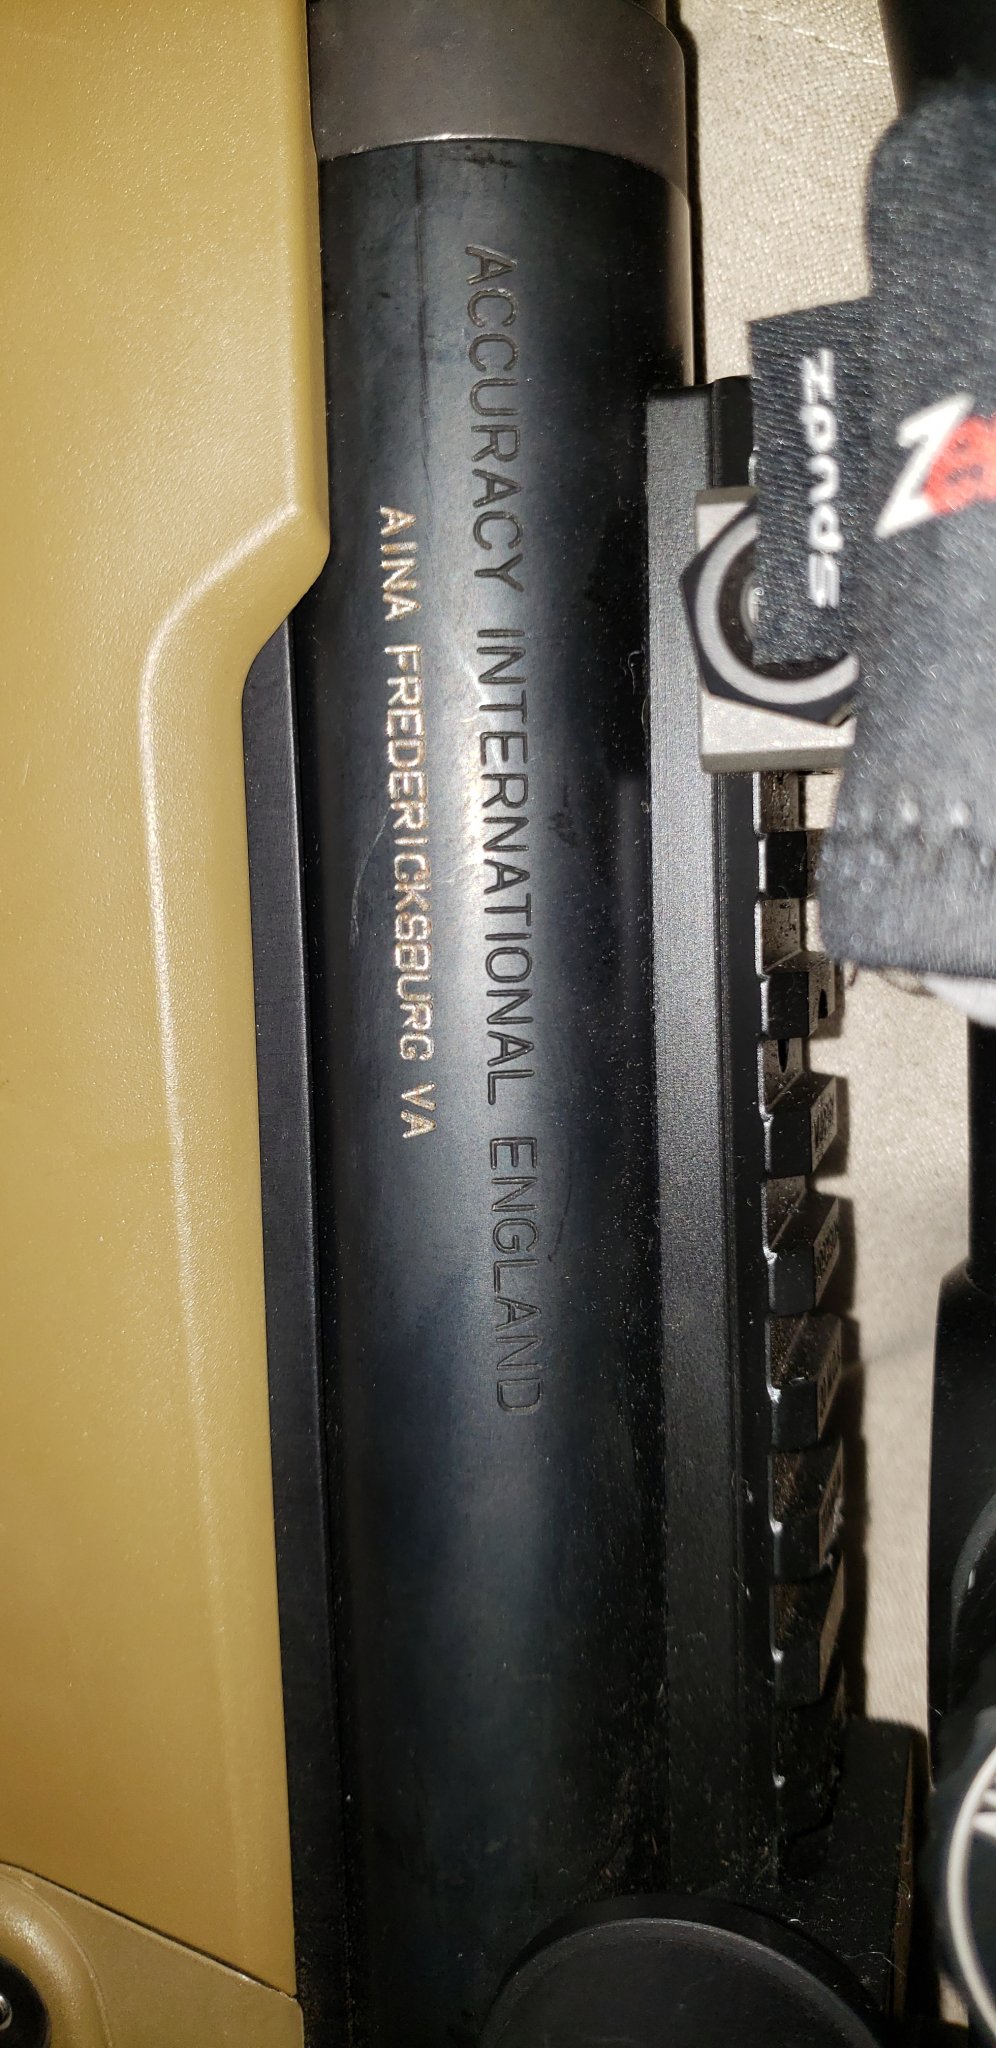 ACCURACY INTERNATIONAL ENGLAND
AINA FREDERICKSBURG VA
zonds